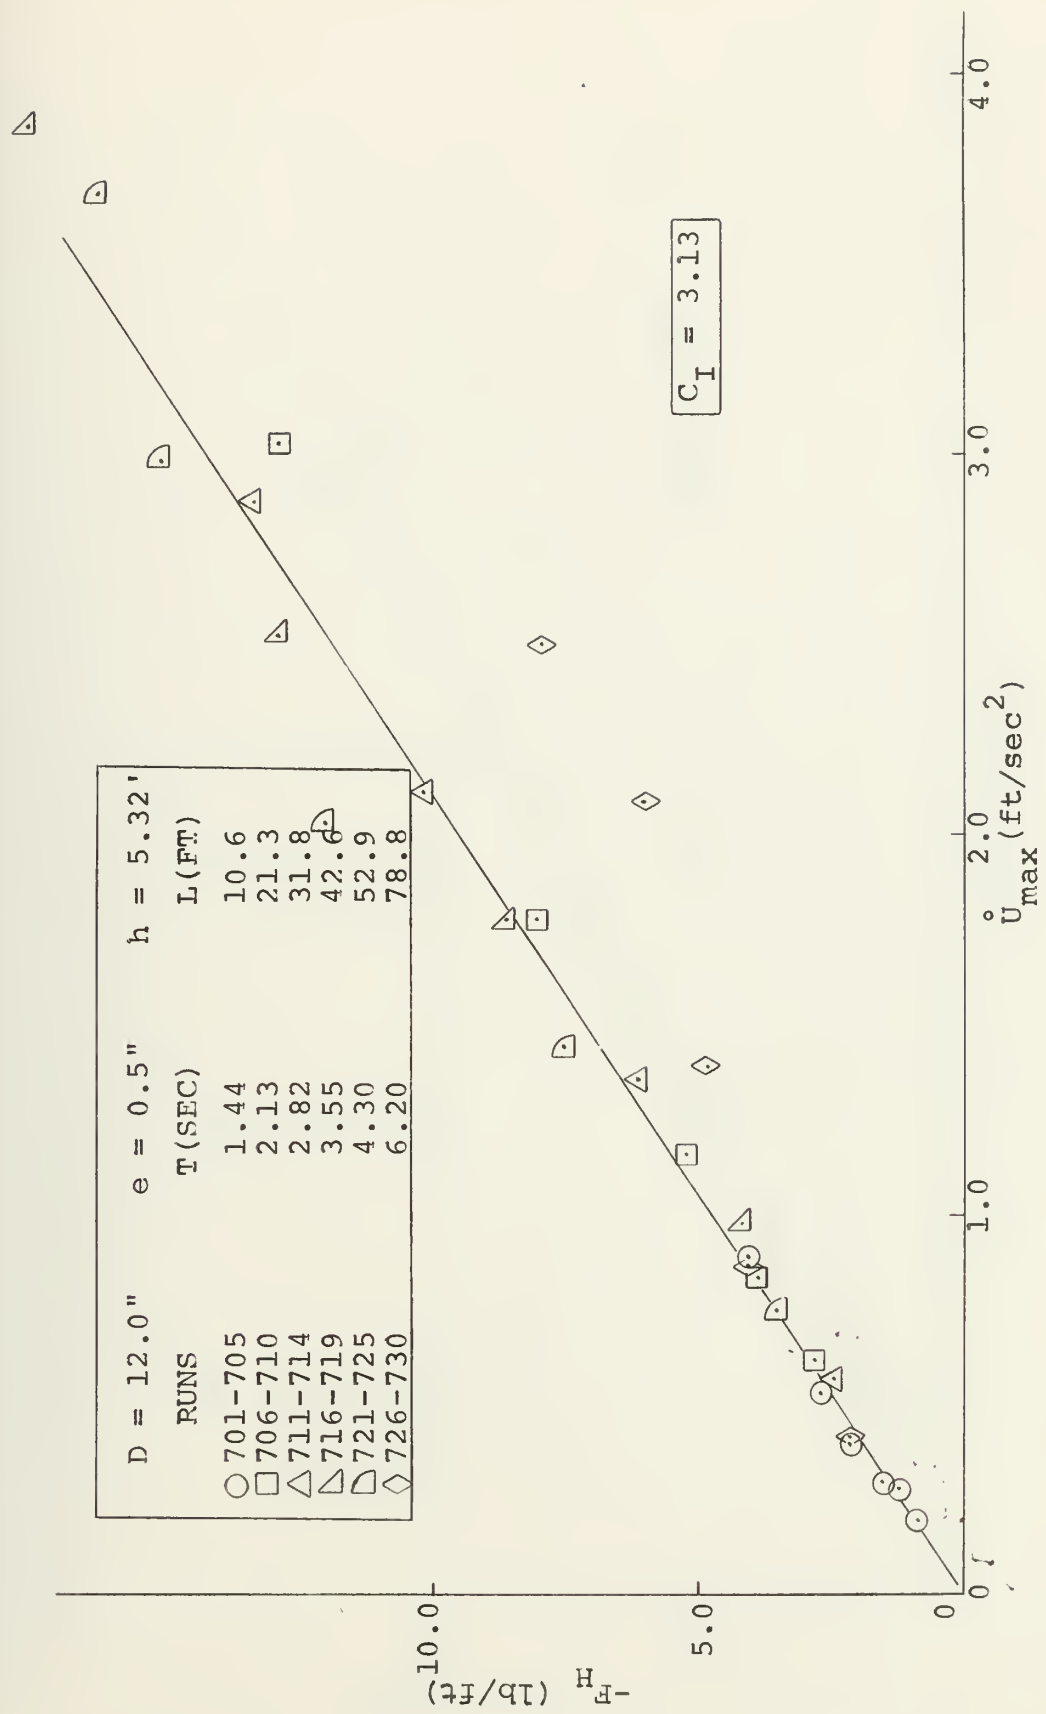 D = 12.0" e = 0.5" h = 5.32'
RUNS T(SEC) L(FT)
701-705 1.44 10.6
706-710 2.13 21.3
711-714 2.82 31.8
716-719 3.55 42.6
721-725 4.30 52.9
726-730 6.20 78.8
C_I = 3.13
-F_H (lb/ft)
10.0
5.0
0
0 1.0 2.0 3.0 4.0
Ů_max (ft/sec²)